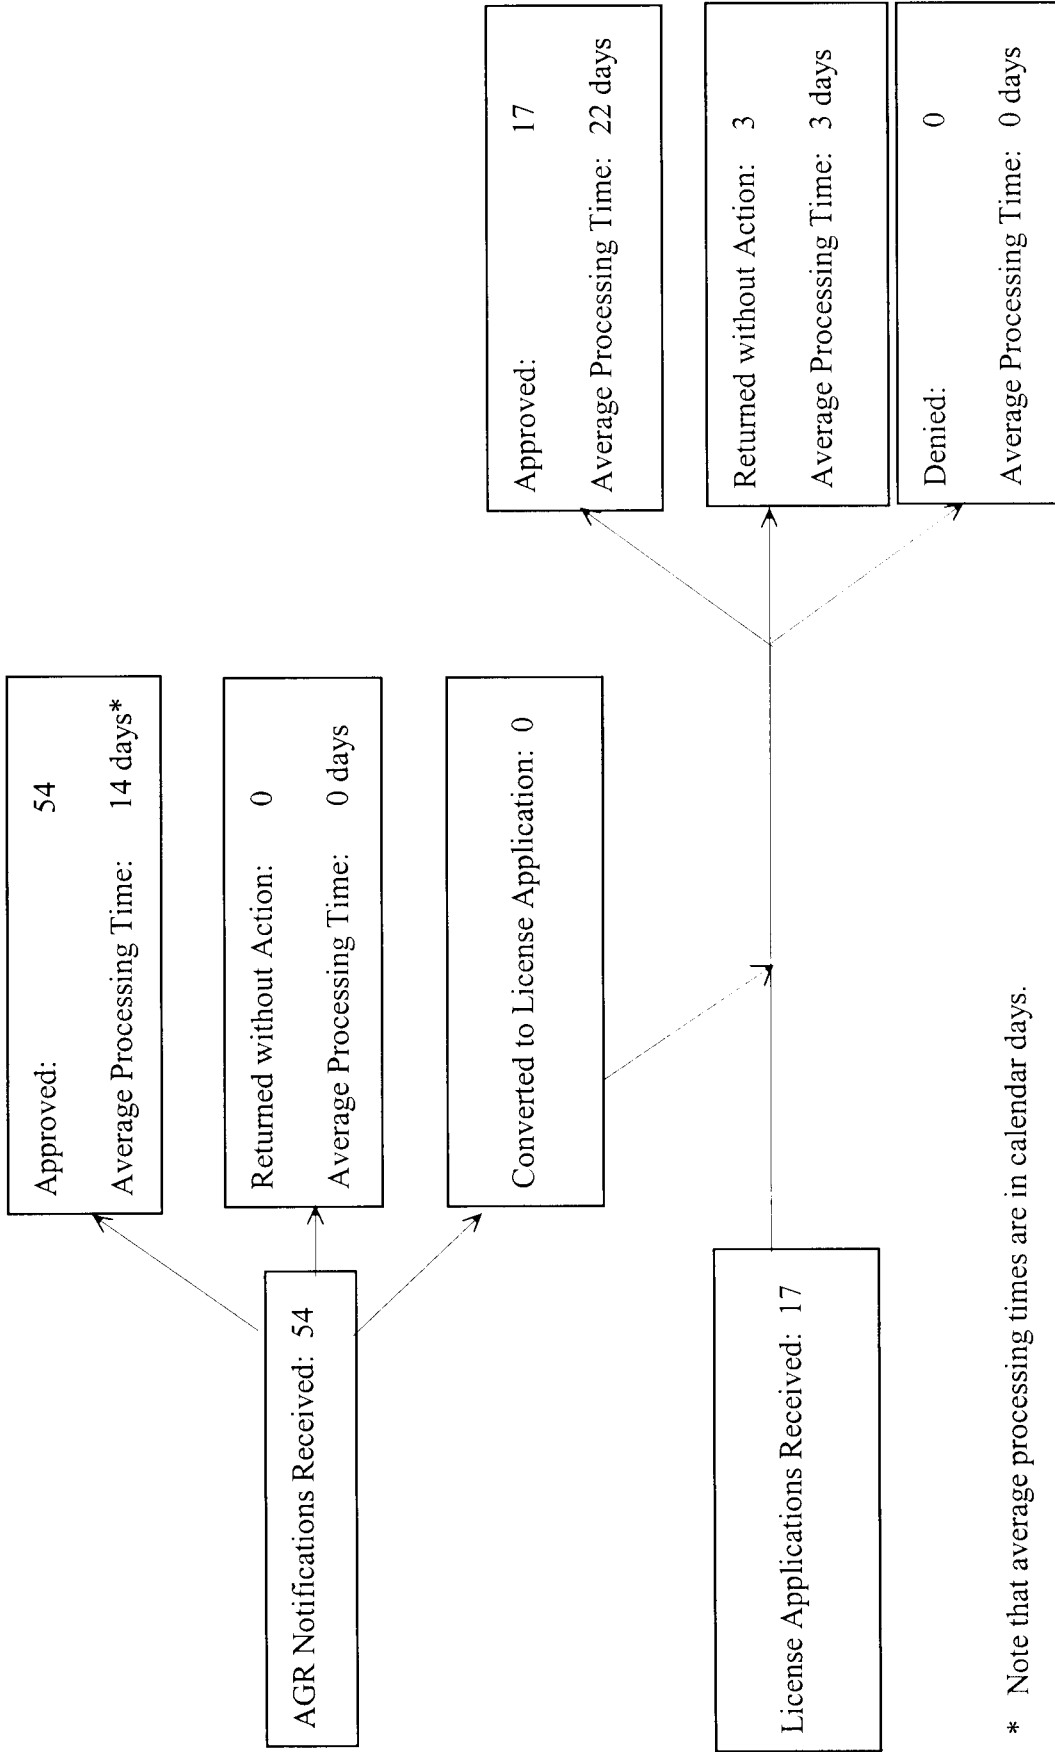 AGR Notifications Received: 54
Approved: 54
Average Processing Time: 14 days*
Returned without Action: 0
Average Processing Time: 0 days
Converted to License Application: 0
License Applications Received: 17
Approved: 17
Average Processing Time: 22 days
Returned without Action: 3
Average Processing Time: 3 days
Denied: 0
Average Processing Time: 0 days
* Note that average processing times are in calendar days.